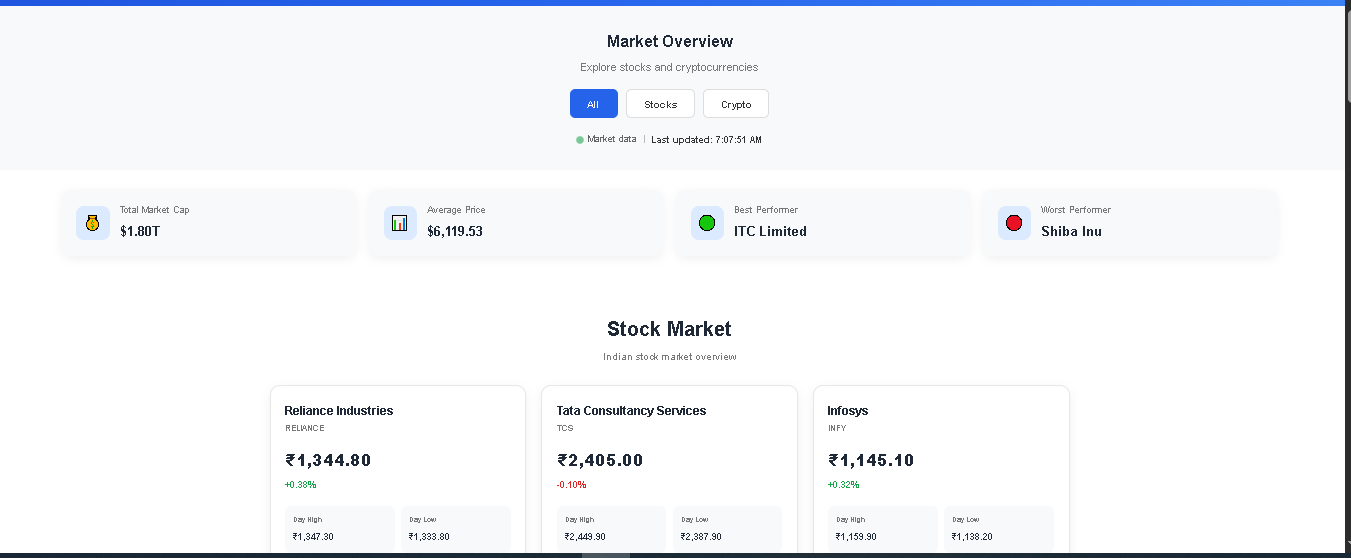 Market Overview
Explore stocks and cryptocurrencies
All Stocks Crypto
Market data | Last updated: 7:07:51 AM
Total Market Cap
$1.80T
Average Price
$6,119.53
Best Performer
ITC Limited
Worst Performer
Shiba Inu
Stock Market
Indian stock market overview
Reliance Industries
RELIANCE
₹1,344.80
+0.38%
Day High
₹1,347.30
Day Low
₹1,333.80
Tata Consultancy Services
TCS
₹2,405.00
-0.10%
Day High
₹2,449.90
Day Low
₹2,387.90
Infosys
INFY
₹1,145.10
+0.32%
Day High
₹1,159.90
Day Low
₹1,138.20